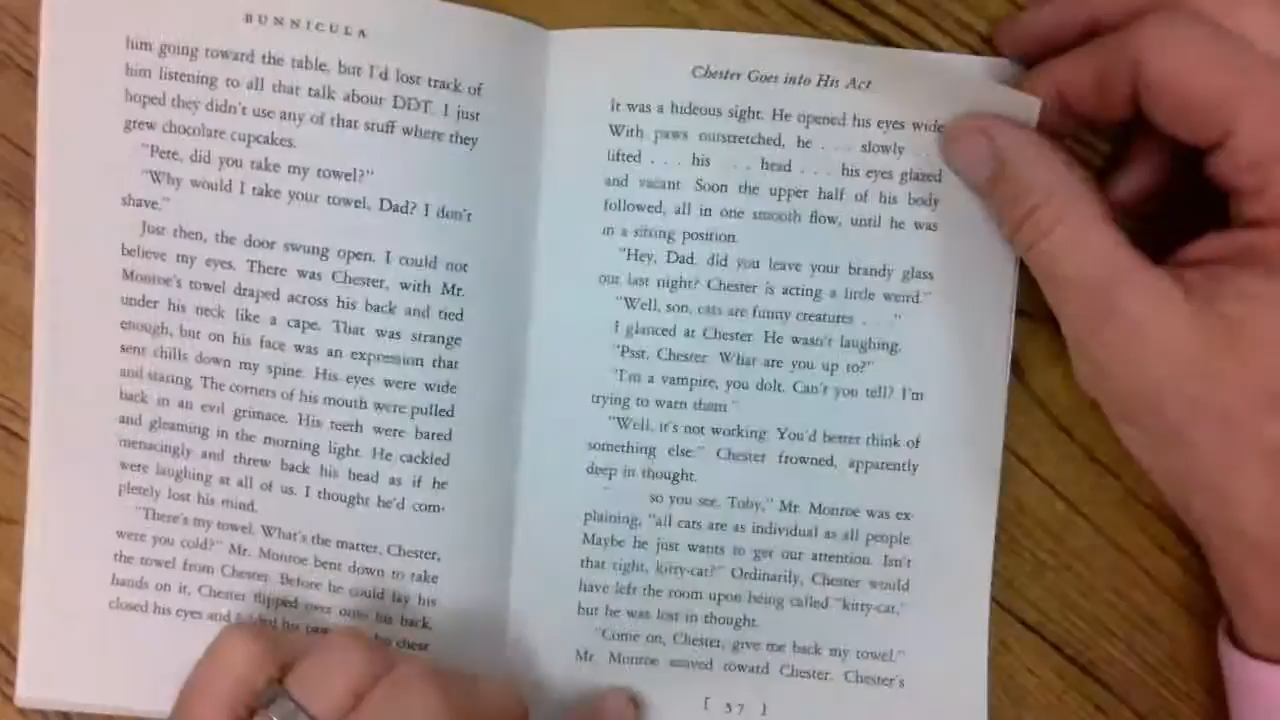 BUNNICULA
him going toward the table, but I'd lost track of
him listening to all that talk about DDT. I just
hoped they didn't use any of that stuff where they
grew chocolate cupcakes.
"Pete, did you take my towel?"
"Why would I take your towel, Dad? I don't
shave."
Just then, the door swung open. I could not
believe my eyes. There was Chester, with Mr.
Monroe's towel draped across his back and tied
under his neck like a cape. That was strange
enough, but on his face was an expression that
sent chills down my spine. His eyes were wide
and staring. The corners of his mouth were pulled
back in an evil grimace. His teeth were bared
and gleaming in the morning light. He cackled
menacingly and threw back his head as if he
were laughing at all of us. I thought he'd com-
pletely lost his mind.
"There's my towel. What's the matter, Chester,
were you cold?" Mr. Monroe bent down to take
the towel from Chester. Before he could lay his
hands on it, Chester flipped over onto his back,
closed his eyes and his chest
Chester Goes into His Act
It was a hideous sight. He opened his eyes wide
With paws outstretched, he . . . slowly . .
lifted . . . his . . head . . . his eyes glazed
and vacant Soon the upper half of his body
followed, all in one smooth flow, until he was
in a sitting position.
"Hey, Dad, did you leave your brandy glass
out last night? Chester is acting a little weird."
"Well, son, cats are funny creatures . . ."
I glanced at Chester. He wasn't laughing.
"Psst, Chester. What are you up to?"
"I'm a vampire, you dolt. Can't you tell? I'm
trying to warn them."
"Well, it's not working. You'd better think of
something else." Chester frowned, apparently
deep in thought.
so you see, Toby," Mr. Monroe was ex-
plaining, "all cats are as individual as all people.
Maybe he just wants to get our attention. Isn't
that right, kitty-cat?" Ordinarily, Chester would
have left the room upon being called "kitty-cat,"
but he was lost in thought.
"Come on, Chester, give me back my towel."
Mr. Monroe moved toward Chester. Chester's
[ 57 ]